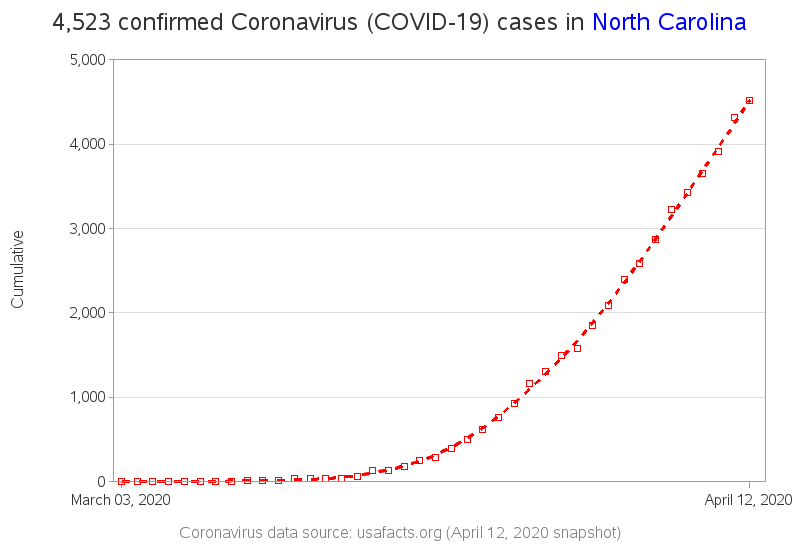 4,523 confirmed Coronavirus (COVID-19) cases in North Carolina
5,000
4,000
3,000
2,000
1,000
0
Cumulative
March 03, 2020
April 12, 2020
Coronavirus data source: usafacts.org (April 12, 2020 snapshot)